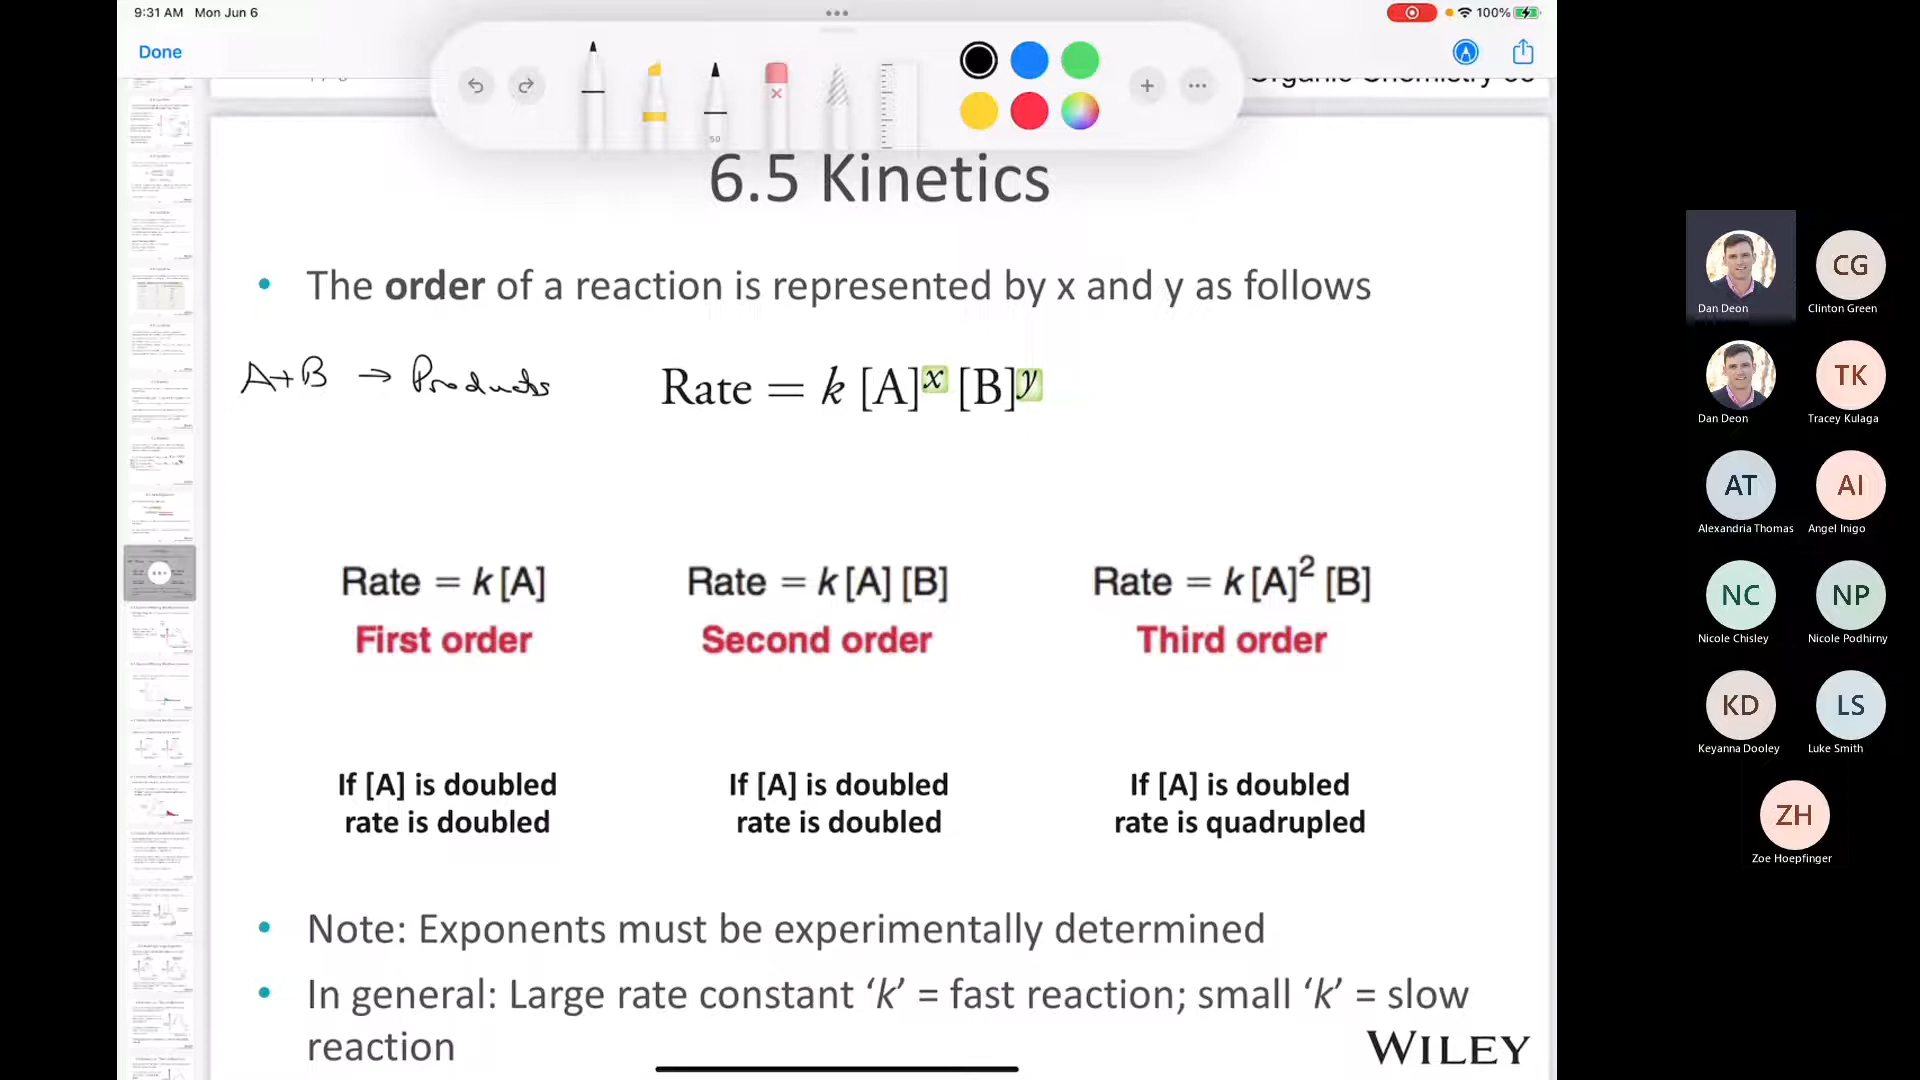 9:31 AM Mon Jun 6
100%
Done
50
6.5 Kinetics
• The order of a reaction is represented by x and y as follows
A+B → Products
Rate = k [A]^x [B]^y
Rate = k [A]
First order
Rate = k [A] [B]
Second order
Rate = k [A]² [B]
Third order
If [A] is doubled
rate is doubled
If [A] is doubled
rate is doubled
If [A] is doubled
rate is quadrupled
• Note: Exponents must be experimentally determined
• In general: Large rate constant ‘k’ = fast reaction; small ‘k’ = slow
reaction
WILEY
Dan Deon
CG
Clinton Green
Dan Deon
TK
Tracey Kulaga
AT
Alexandria Thomas
AI
Angel Inigo
NC
Nicole Chisley
NP
Nicole Podhirny
KD
Keyanna Dooley
LS
Luke Smith
ZH
Zoe Hoepfinger